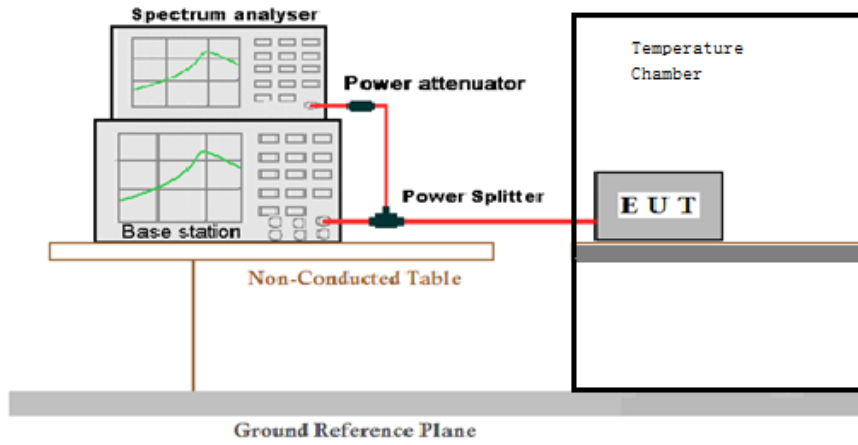 Spectrum analyser
Temperature
Chamber
Power attenuator
Power Splitter
E U T
Base station
Non-Conducted Table
Ground Reference Plane